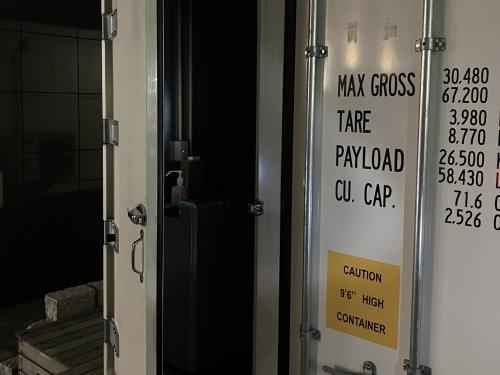 MAX GROSS 30.480
67.200
TARE 3.980
8.770
PAYLOAD 26.500
58.430
CU. CAP. 71.6
2.526
CAUTION
9'6" HIGH
CONTAINER